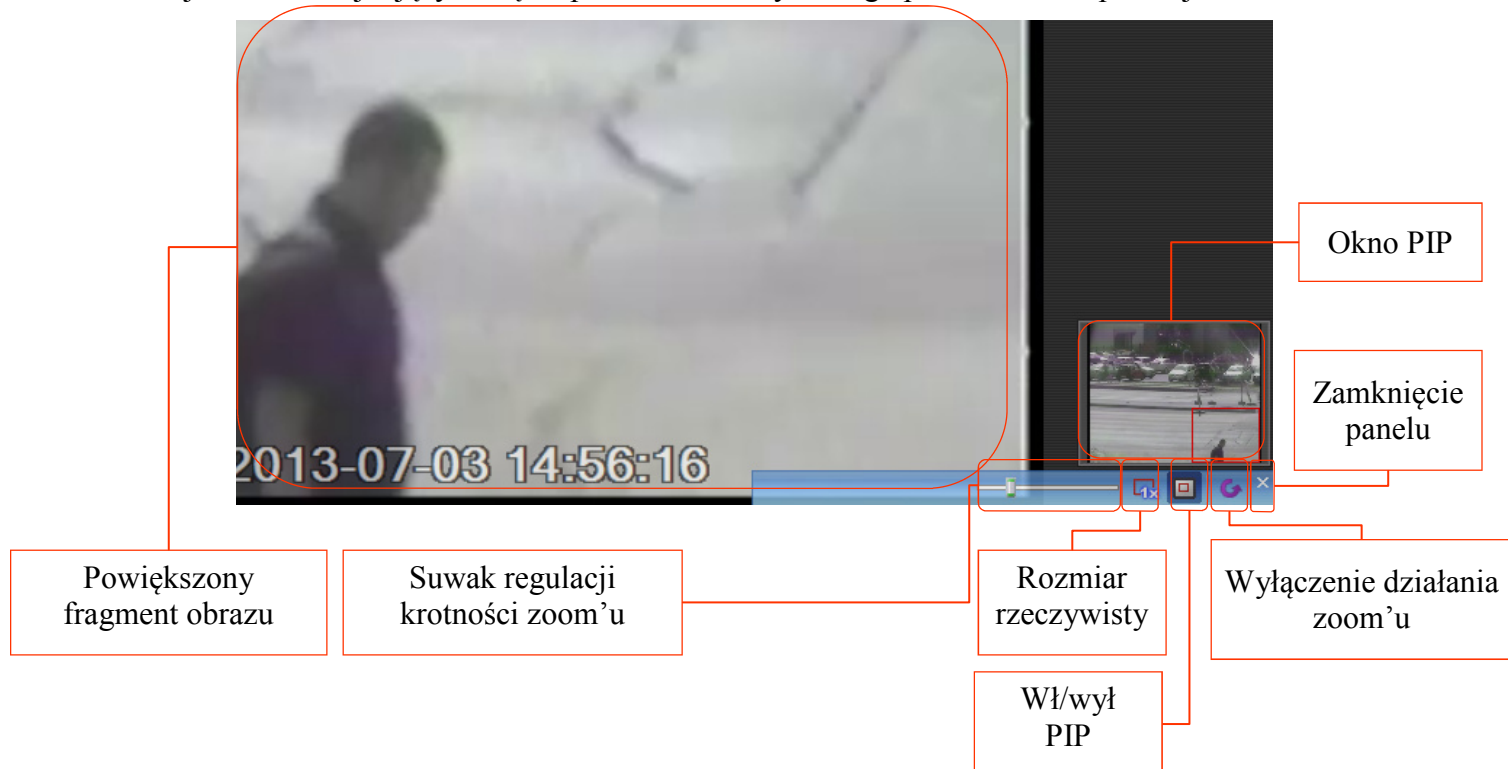 Okno PIP
Zamknięcie
panelu
2013-07-03 14:56:16
1x
Powiększony
fragment obrazu
Suwak regulacji
krotności zoom’u
Rozmiar
rzeczywisty
Wyłączenie działania
zoom’u
Wł/wył
PIP